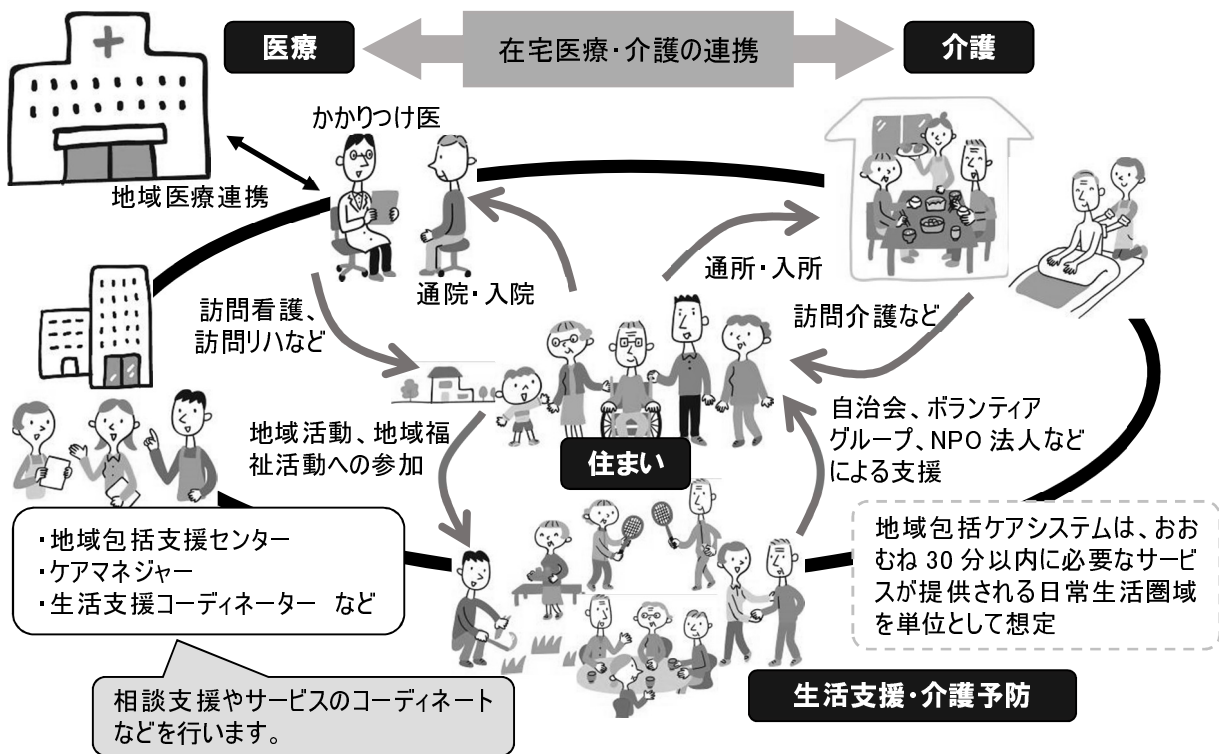 医療
在宅医療・介護の連携
介護
かかりつけ医
地域医療連携
通院・入院
通所・入所
訪問看護、
訪問リハなど
訪問介護など
地域活動、地域福
祉活動への参加
住まい
自治会、ボランティア
グループ、NPO 法人など
による支援
・地域包括支援センター
・ケアマネジャー
・生活支援コーディネーター など
地域包括ケアシステムは、おお
むね 30 分以内に必要なサービ
スが提供される日常生活圏域
を単位として想定
相談支援やサービスのコーディネート
などを行います。
生活支援・介護予防